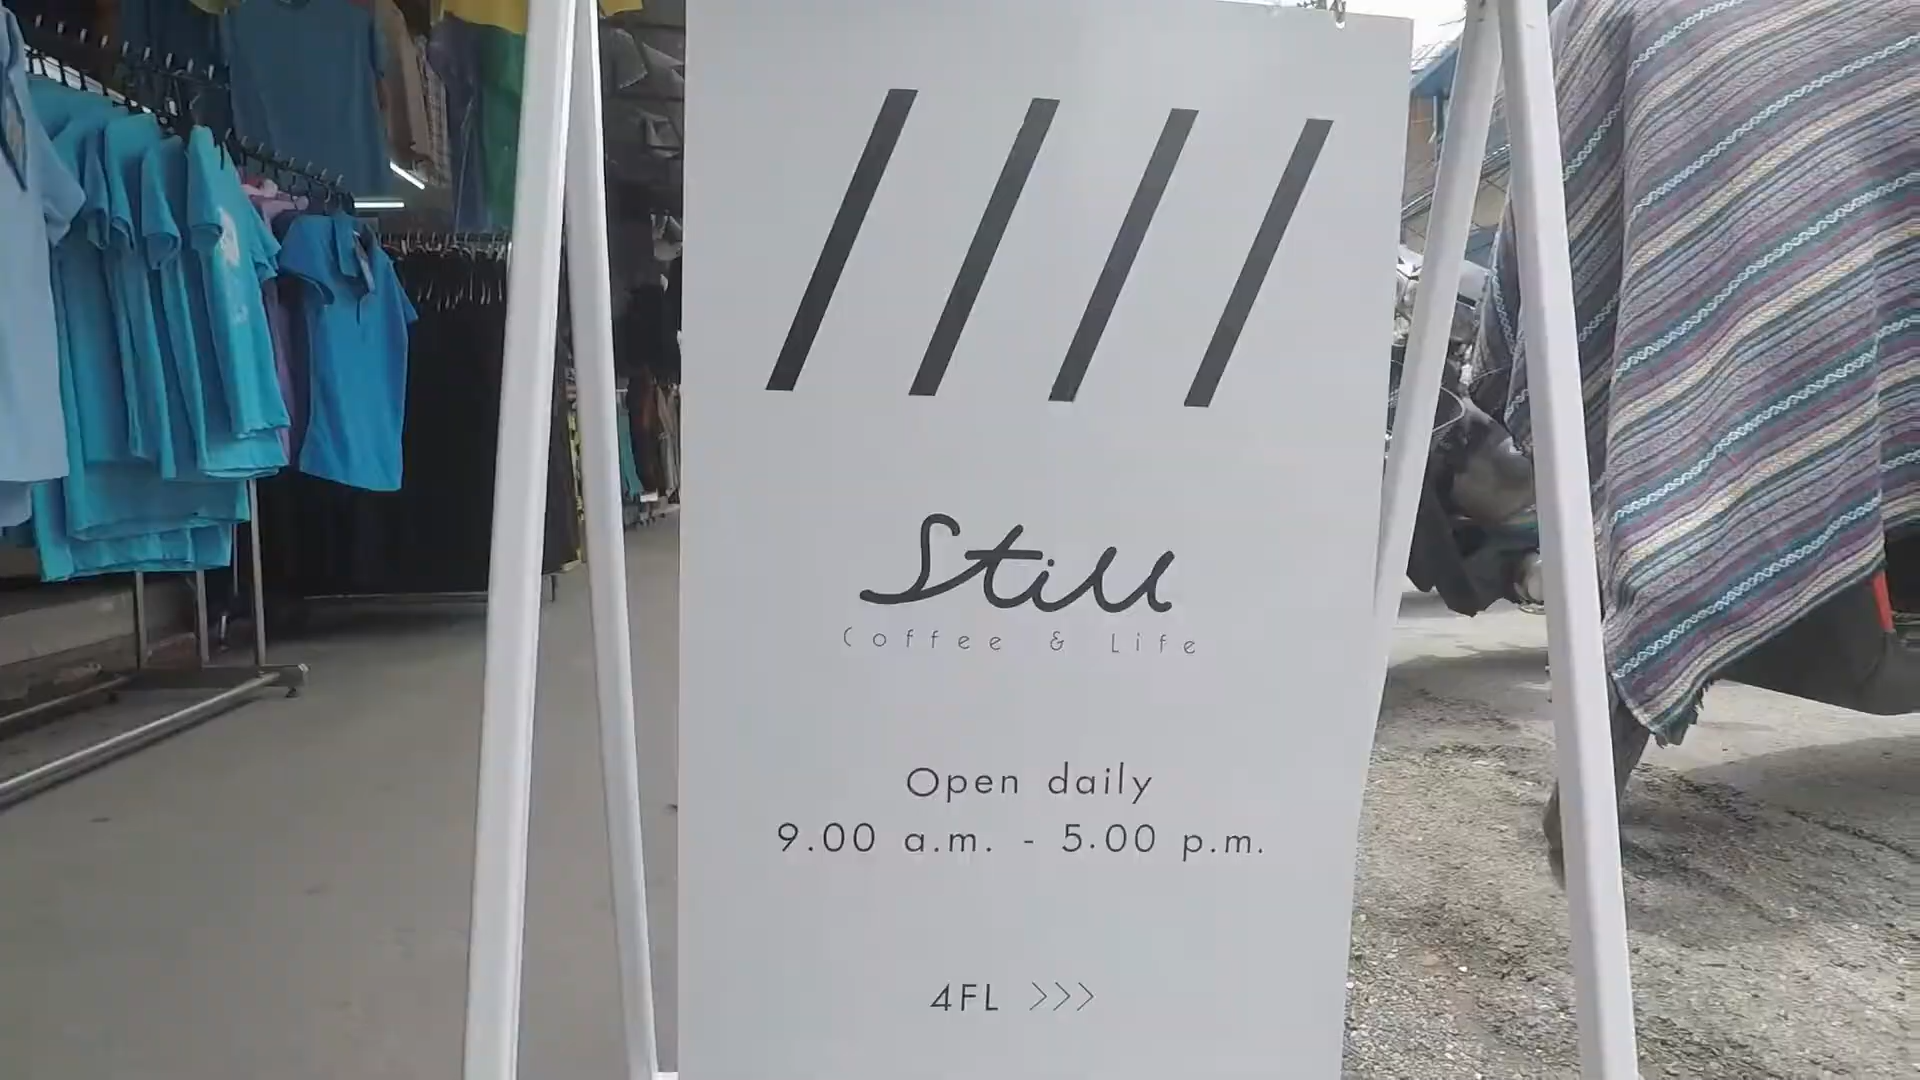 Still
Coffee & Life
Open daily
9.00 a.m. - 5.00 p.m.
4FL >>>